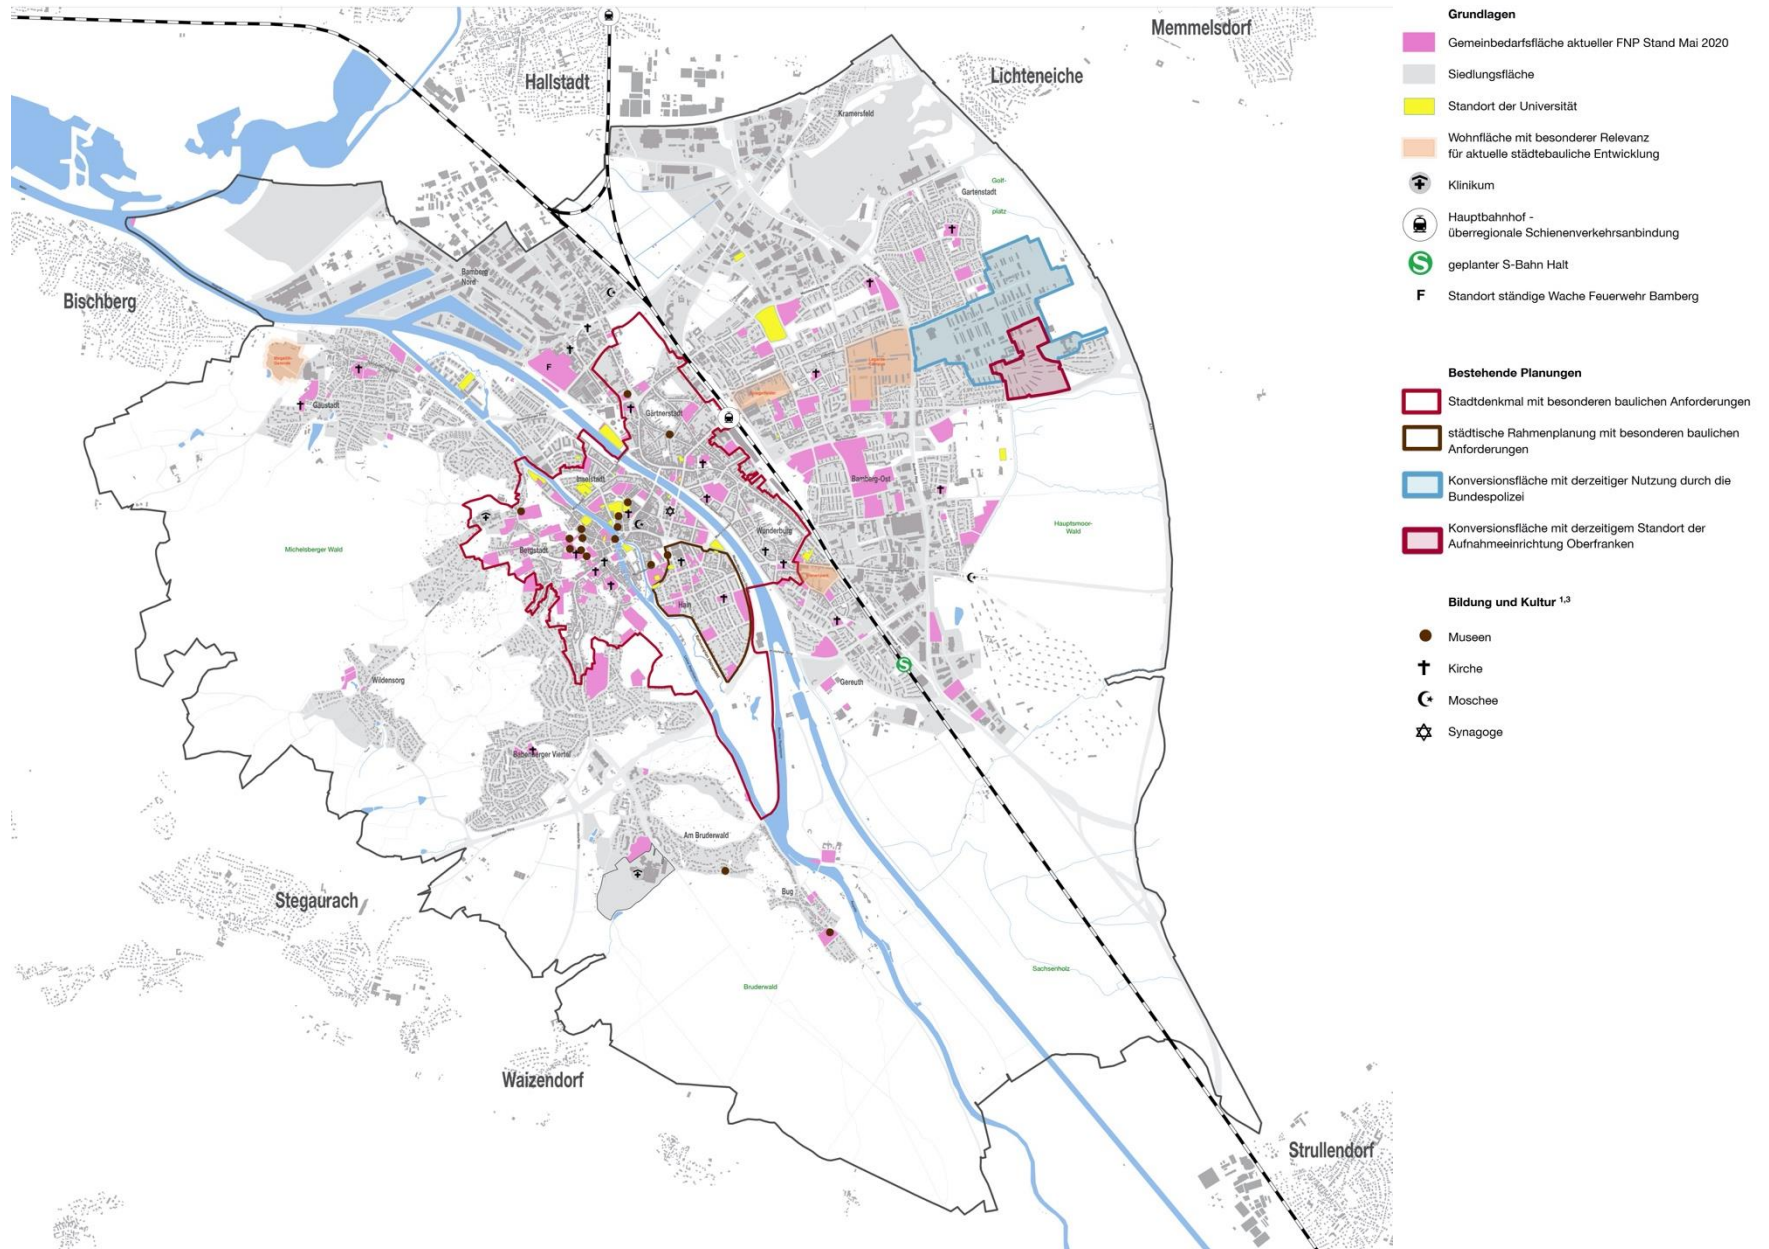 Memmelsdorf
Hallstadt
Lichteneiche
Kramersfeld
Golf-
platz
Gartenstadt
Bamberg
Nord
Bischberg
Gaustadt
F
Gärtnerstadt
Inselstadt
Bamberg-Ost
Wunderburg
Hauptsmoor-
Wald
Michelsberger Wald
Bergstadt
Hain
S
Wildensorg
Gereuth
Babenberger Viertel
Am Bruderwald
Bug
Stegaurach
Sachsenholz
Bruderwald
Waizendorf
Strullendorf
Grundlagen
Gemeinbedarfsfläche aktueller FNP Stand Mai 2020
Siedlungsfläche
Standort der Universität
Wohnfläche mit besonderer Relevanz
für aktuelle städtebauliche Entwicklung
Klinikum
Hauptbahnhof -
überregionale Schienenverkehrsanbindung
S geplanter S-Bahn Halt
F Standort ständige Wache Feuerwehr Bamberg
Bestehende Planungen
Stadtdenkmal mit besonderen baulichen Anforderungen
städtische Rahmenplanung mit besonderen baulichen
Anforderungen
Konversionsfläche mit derzeitiger Nutzung durch die
Bundespolizei
Konversionsfläche mit derzeitigem Standort der
Aufnahmeeinrichtung Oberfranken
Bildung und Kultur 1,3
Museen
Kirche
Moschee
Synagoge